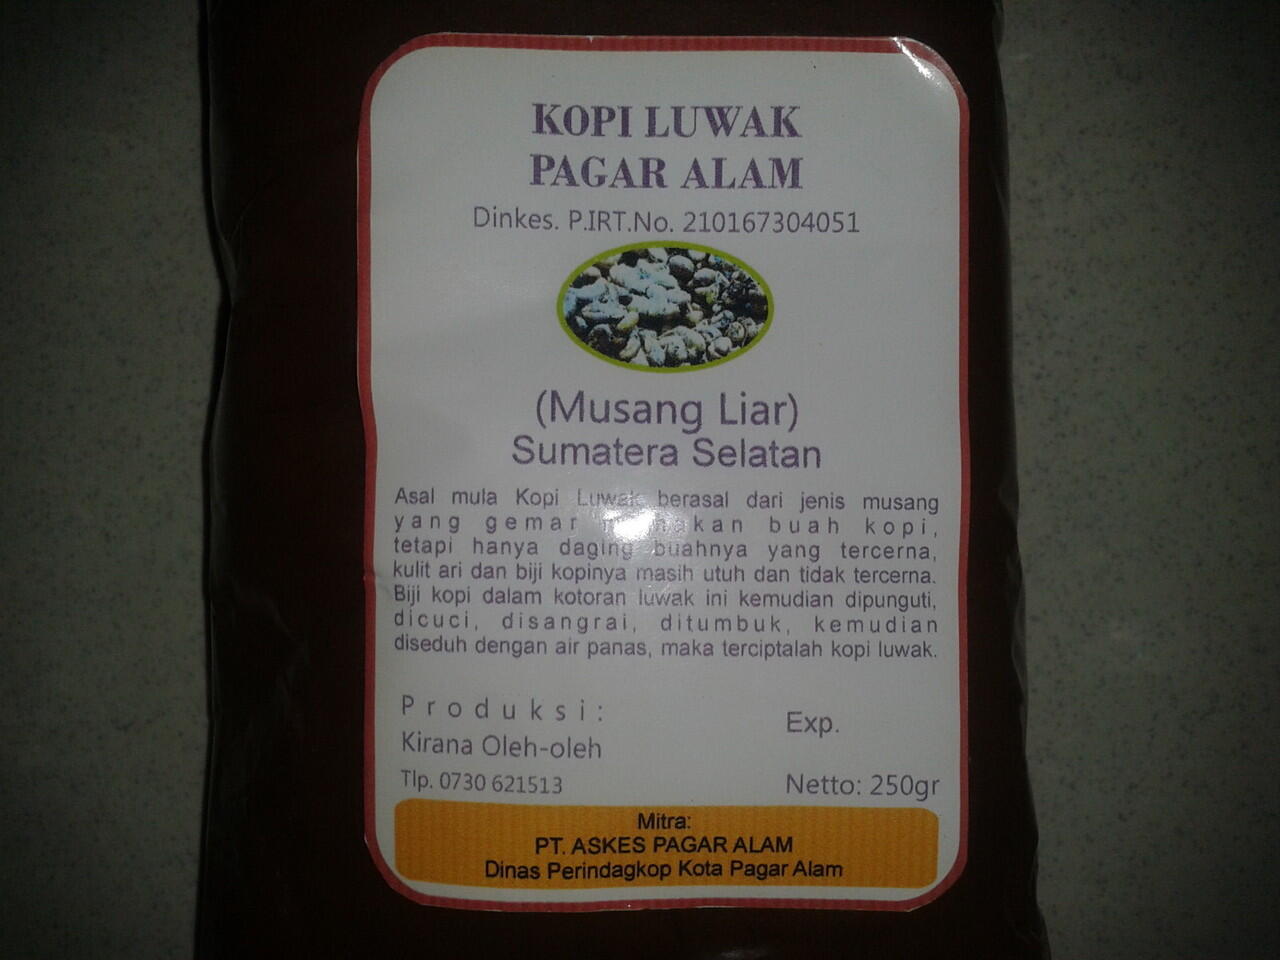 KOPI LUWAK
PAGAR ALAM
Dinkes. P.IRT.No. 210167304051
(Musang Liar)
Sumatera Selatan
Asal mula Kopi Luwak berasal dari jenis musang
yang gemar memakan buah kopi,
tetapi hanya daging buahnya yang tercerna,
kulit ari dan biji kopinya masih utuh dan tidak tercerna.
Biji kopi dalam kotoran luwak ini kemudian dipunguti,
dicuci, disangrai, ditumbuk, kemudian
diseduh dengan air panas, maka terciptalah kopi luwak.
Produksi:
Kirana Oleh-oleh
Tlp. 0730 621513
Exp.
Netto: 250gr
Mitra:
PT. ASKES PAGAR ALAM
Dinas Perindagkop Kota Pagar Alam